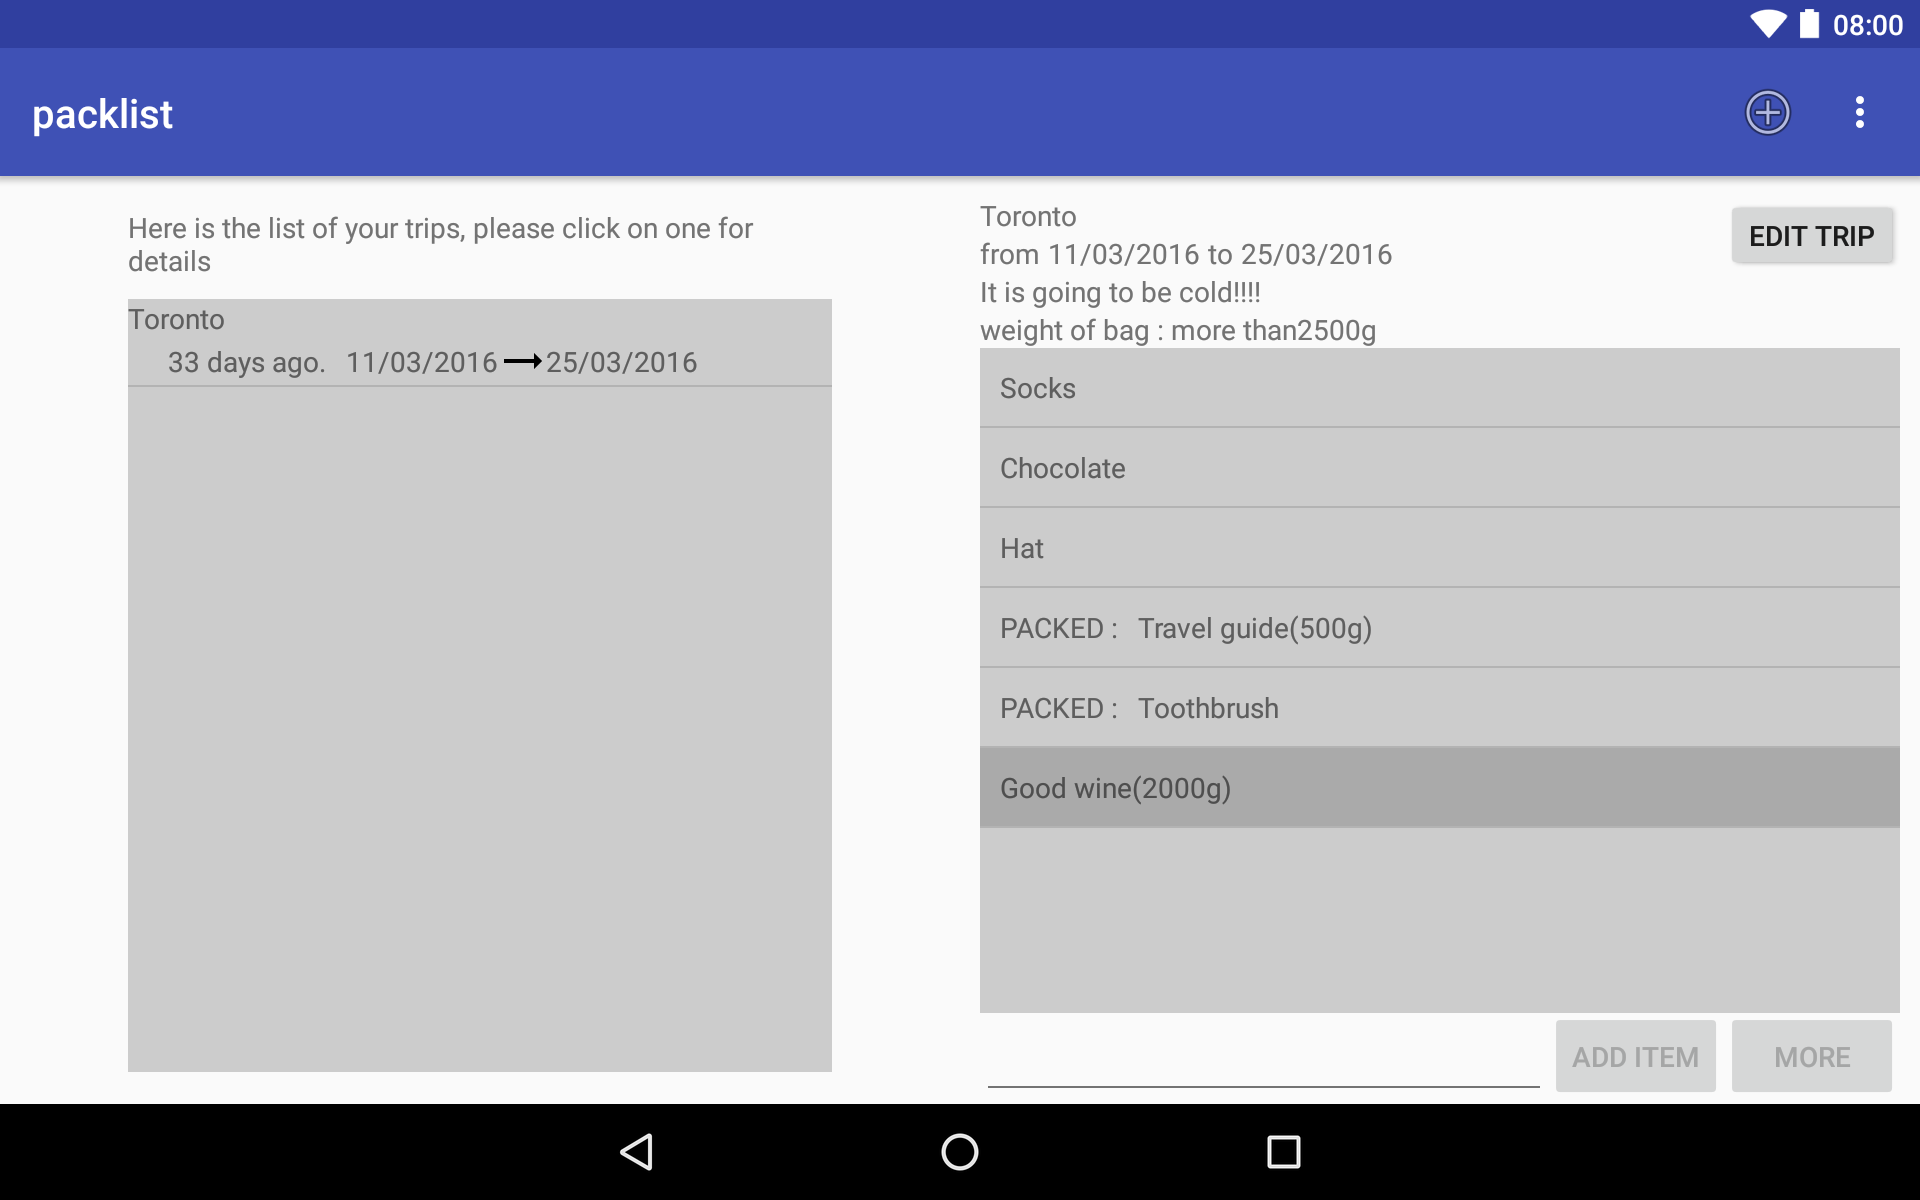 08:00
packlist
Here is the list of your trips, please click on one for
details
Toronto
33 days ago. 11/03/2016 25/03/2016
Toronto
from 11/03/2016 to 25/03/2016
It is going to be cold!!!!
weight of bag : more than2500g
EDIT TRIP
Socks
Chocolate
Hat
PACKED : Travel guide(500g)
PACKED : Toothbrush
Good wine(2000g)
ADD ITEM
MORE